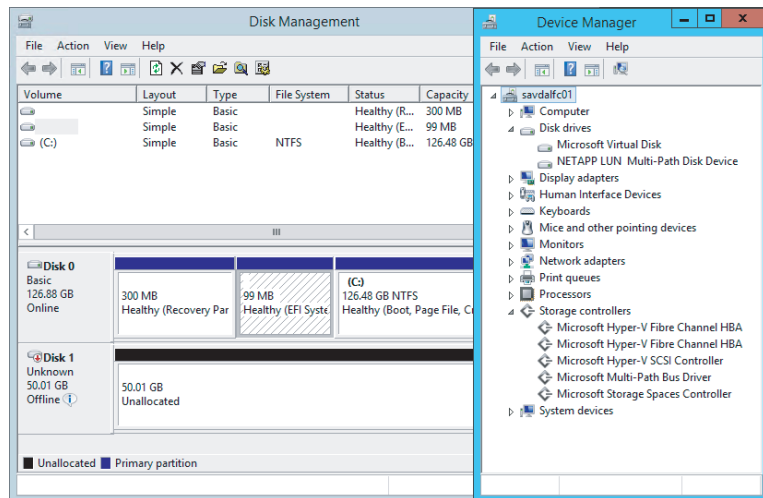 Disk Management
File Action View Help
Volume Layout Type File System Status Capacity
Simple Basic Healthy (R... 300 MB
Simple Basic Healthy (E... 99 MB
(C:) Simple Basic NTFS Healthy (B... 126.48 GB
Disk 0
Basic
126.88 GB
Online
300 MB
Healthy (Recovery Par
99 MB
Healthy (EFI Syste
(C:)
126.48 GB NTFS
Healthy (Boot, Page File, C
Disk 1
Unknown
50.01 GB
Offline
50.01 GB
Unallocated
Unallocated Primary partition
Device Manager
File Action View Help
savdalfc01
Computer
Disk drives
Microsoft Virtual Disk
NETAPP LUN Multi-Path Disk Device
Display adapters
Human Interface Devices
Keyboards
Mice and other pointing devices
Monitors
Network adapters
Print queues
Processors
Storage controllers
Microsoft Hyper-V Fibre Channel HBA
Microsoft Hyper-V Fibre Channel HBA
Microsoft Hyper-V SCSI Controller
Microsoft Multi-Path Bus Driver
Microsoft Storage Spaces Controller
System devices